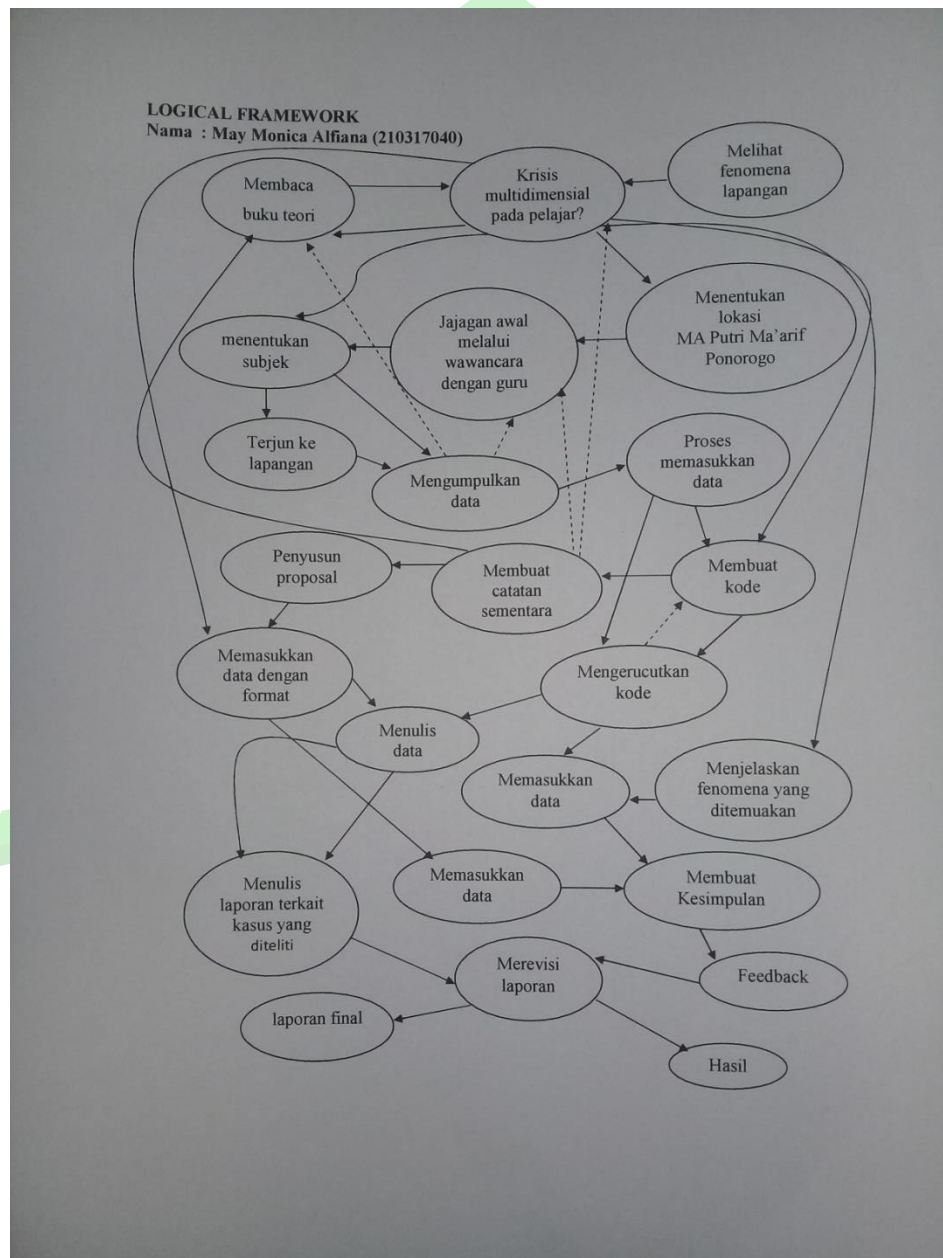 LOGICAL FRAMEWORK
Nama : May Monica Alfiana (210317040)
Melihat
fenomena
lapangan
Krisis
multidimensial
pada pelajar?
Membaca
buku teori
Menentukan
lokasi
MA Putri Ma'arif
Ponorogo
Jajagan awal
melalui
wawancara
dengan guru
menentukan
subjek
Terjun ke
lapangan
Mengumpulkan
data
Proses
memasukkan
data
Penyusun
proposal
Membuat
catatan
sementara
Membuat
kode
Memasukkan
data dengan
format
Mengerucutkan
kode
Menulis
data
Memasukkan
data
Menjelaskan
fenomena yang
ditemuakan
Menulis
laporan terkait
kasus yang
diteliti
Memasukkan
data
Membuat
Kesimpulan
Merevisi
laporan
Feedback
laporan final
Hasil